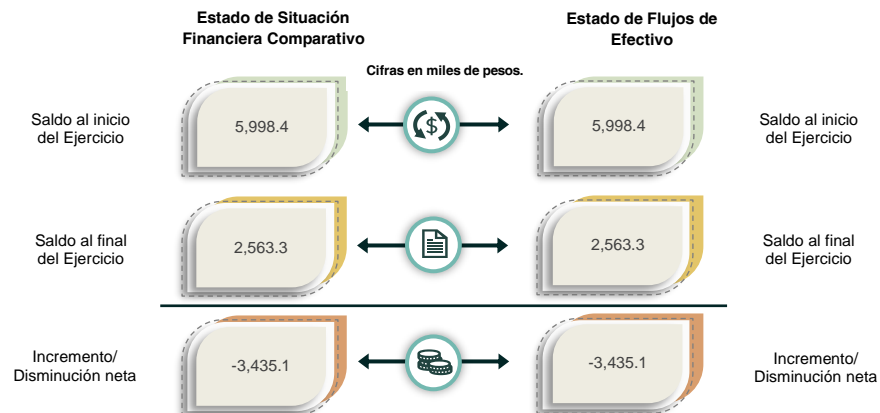 Estado de Situación
Financiera Comparativo
Estado de Flujos de
Efectivo
Cifras en miles de pesos.
Saldo al inicio
del Ejercicio
5,998.4
$
5,998.4
Saldo al inicio
del Ejercicio
Saldo al final
del Ejercicio
2,563.3
2,563.3
Saldo al final
del Ejercicio
Incremento/
Disminución neta
-3,435.1
-3,435.1
Incremento/
Disminución neta